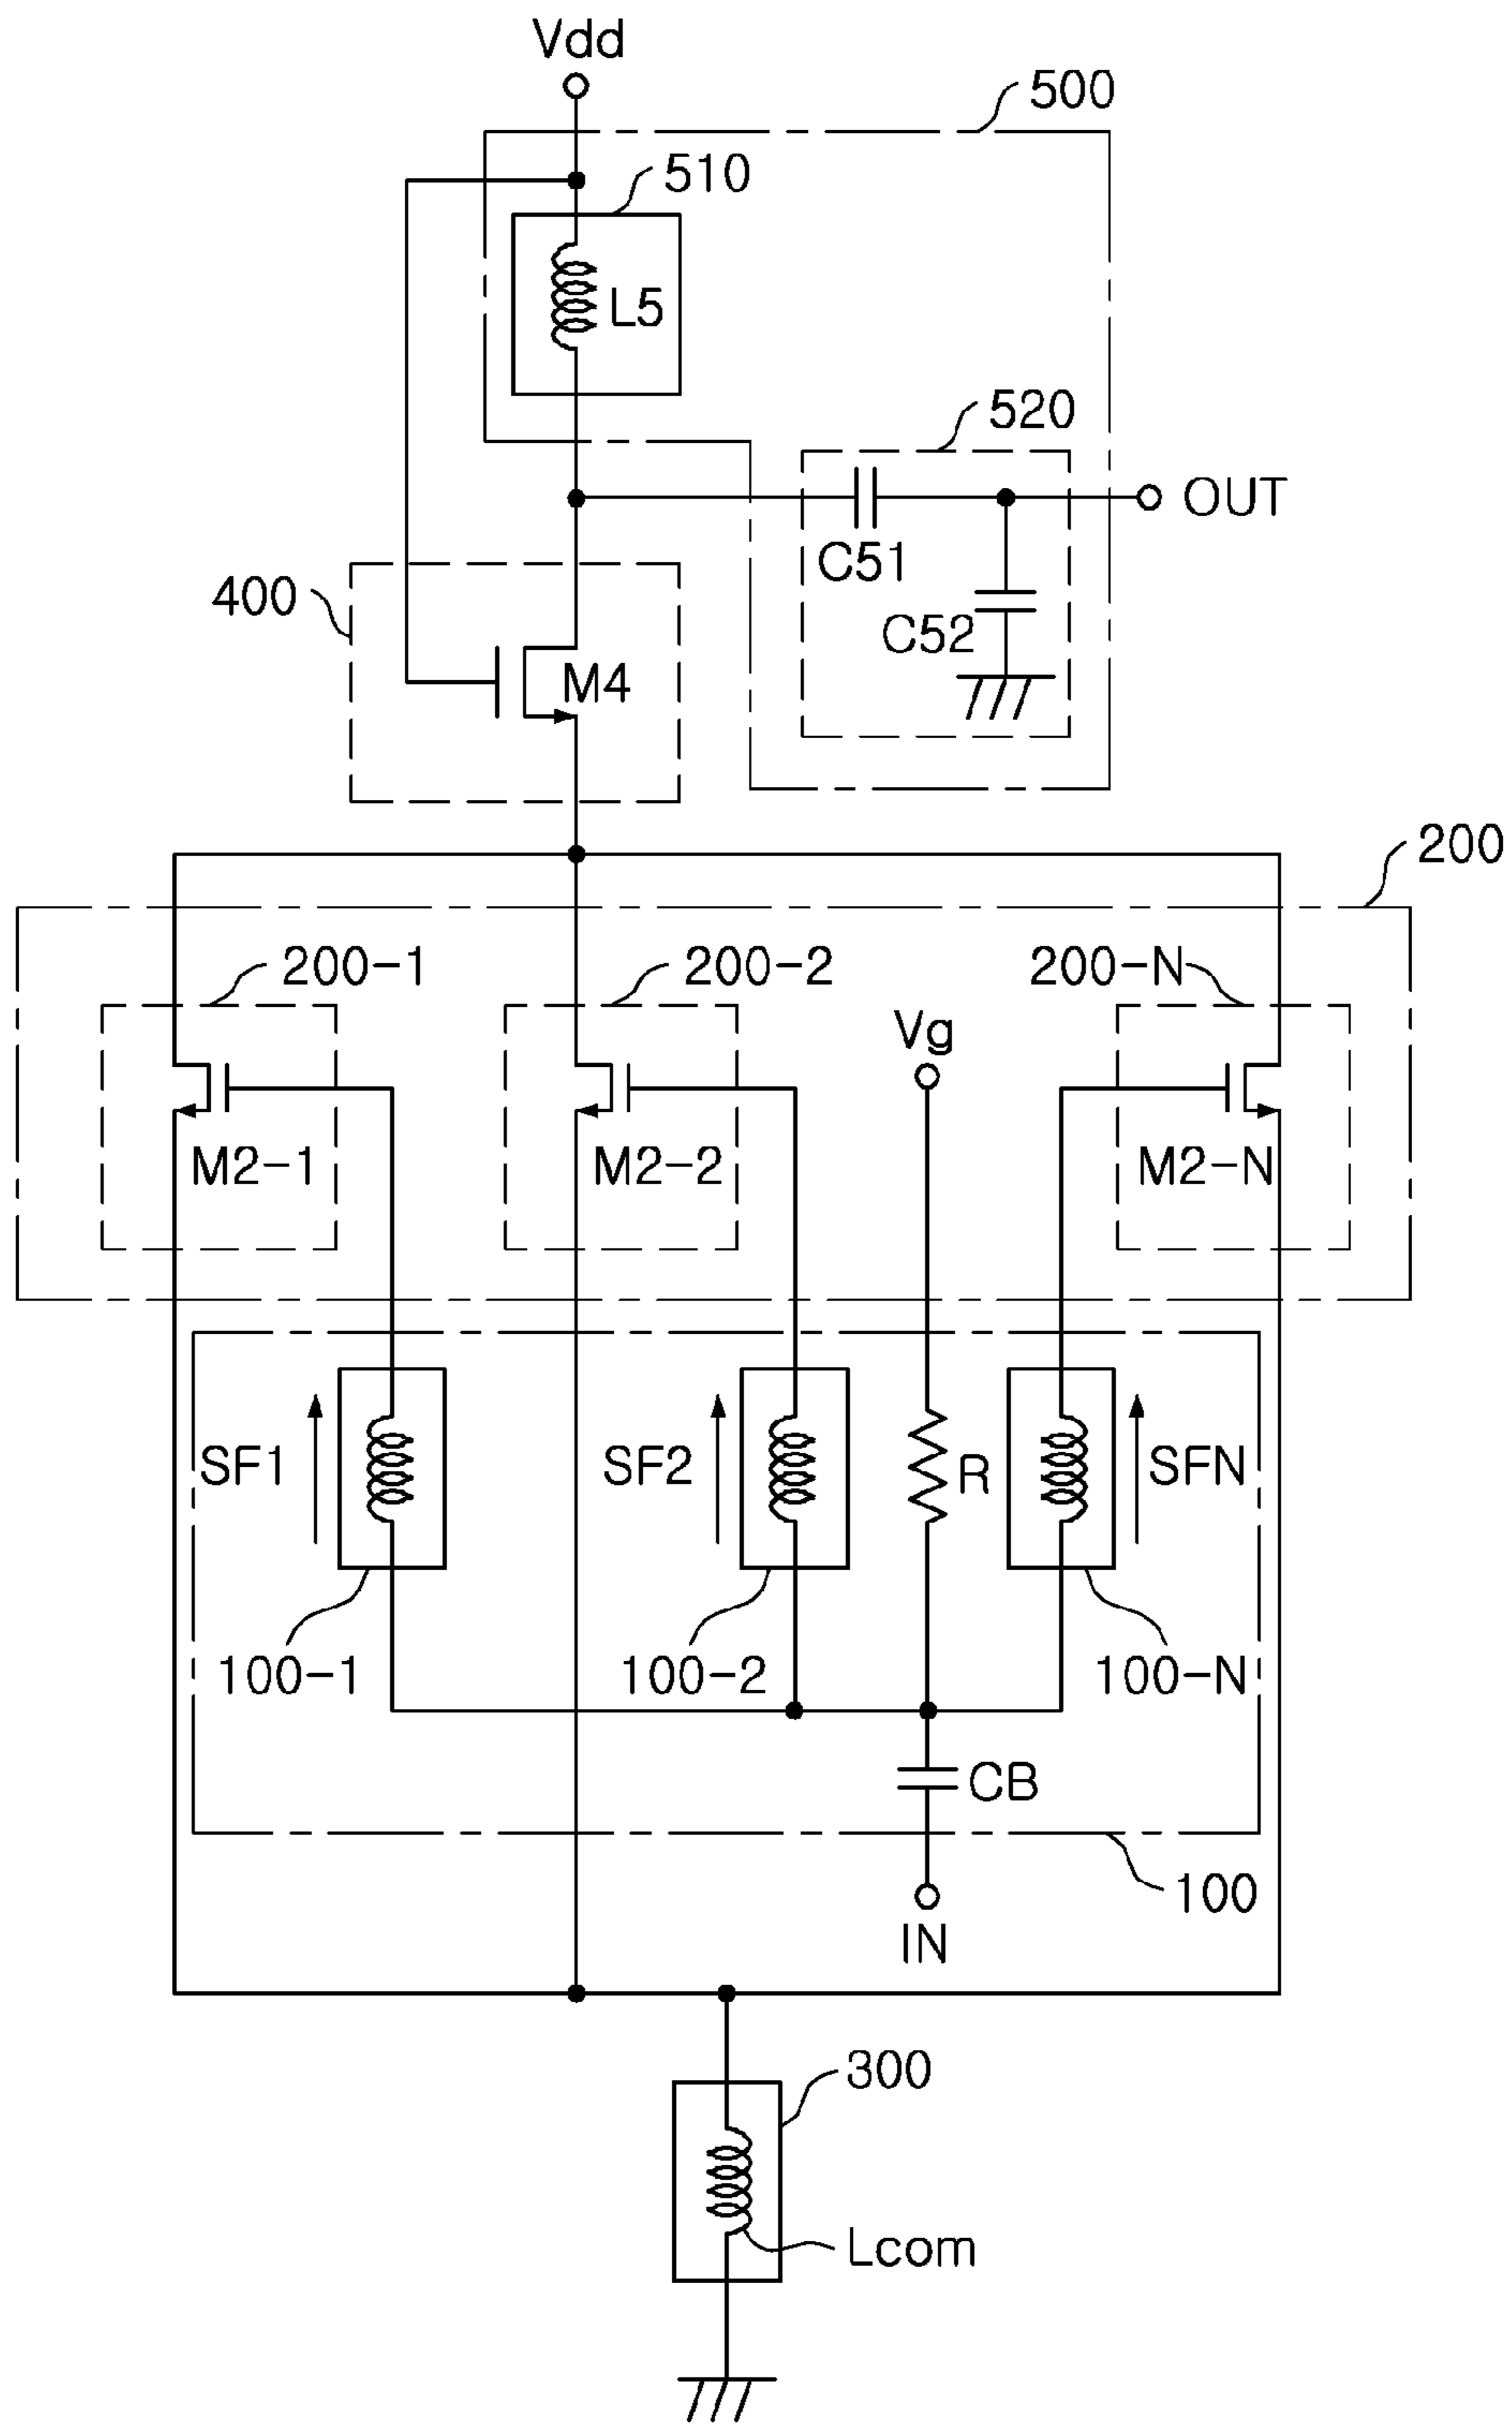 Vdd
500
510
L5
520
OUT
C51
400
C52
M4
200
200-1
200-2
200-N
Vg
M2-1
M2-2
M2-N
SF1
SF2
R
SFN
100-1
100-2
100-N
CB
100
IN
300
Lcom